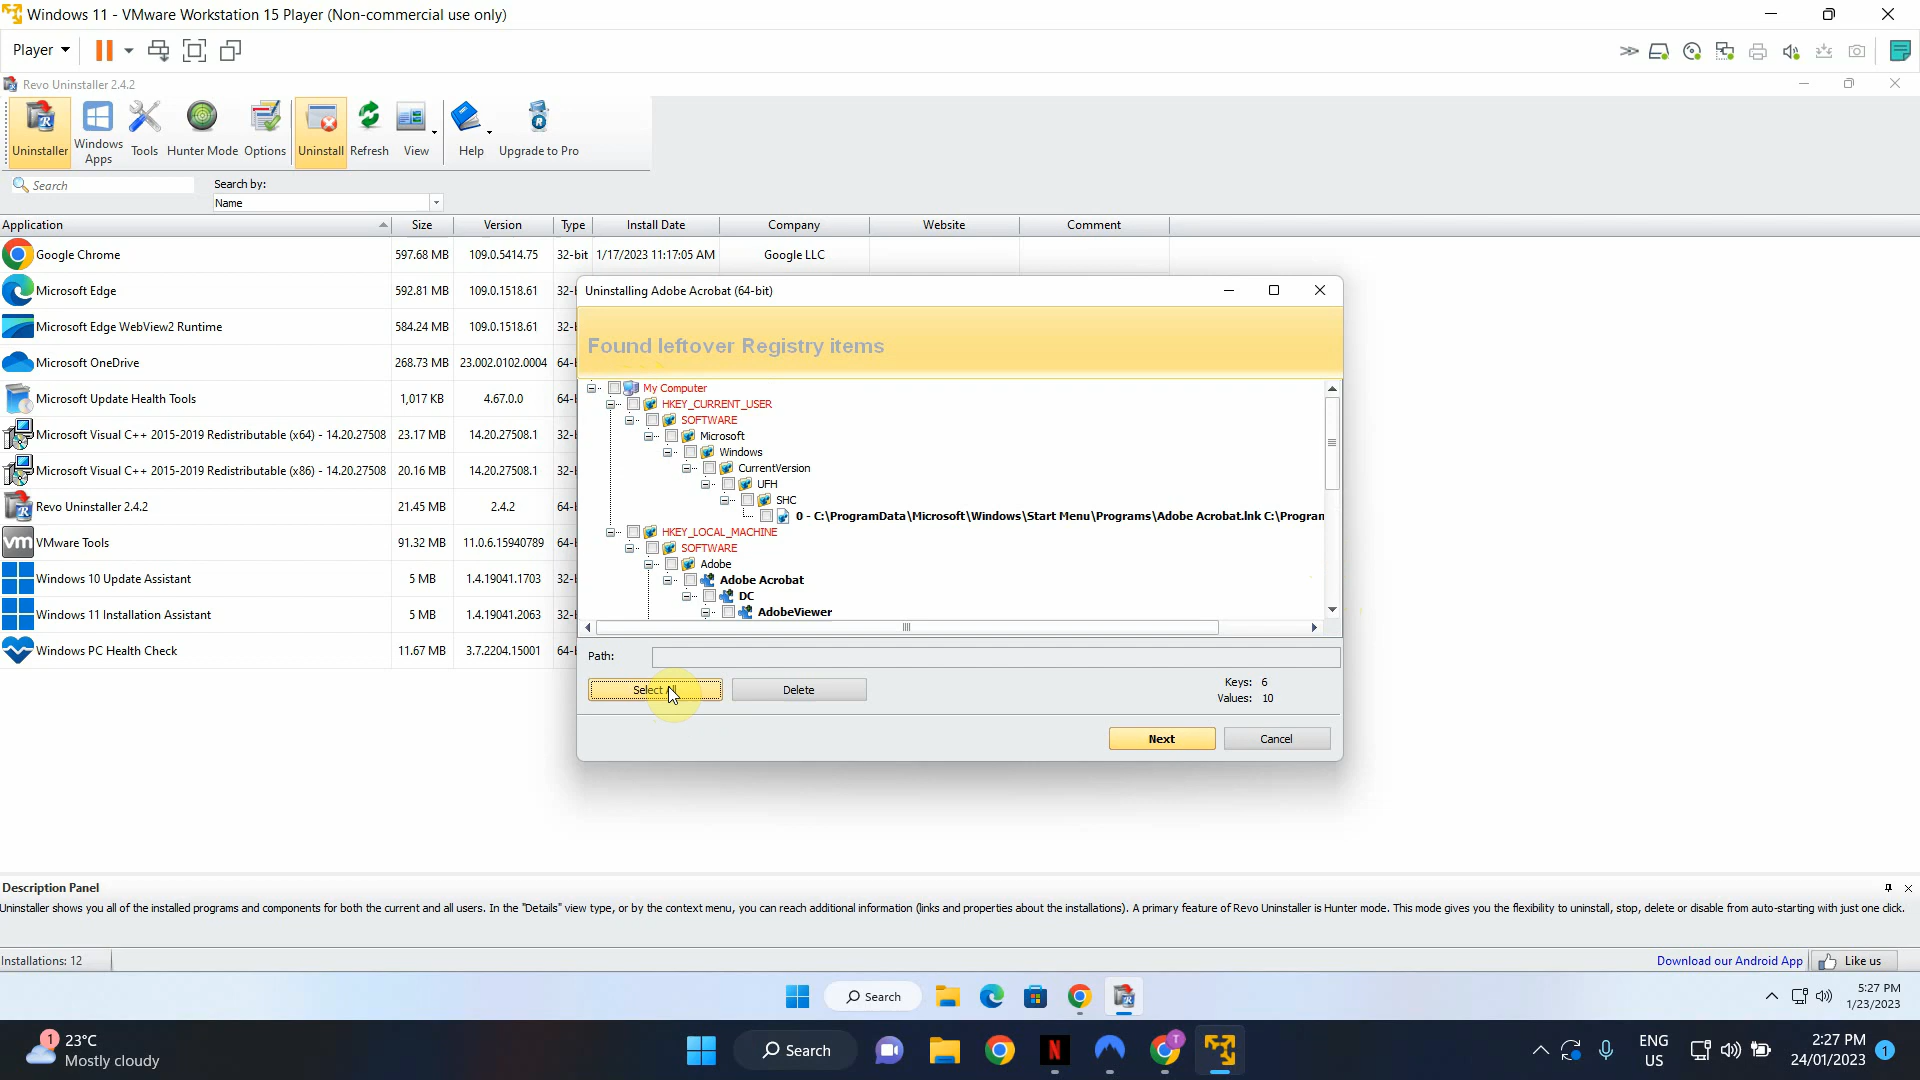 Windows 11 - VMware Workstation 15 Player (Non-commercial use only)
Player
Revo Uninstaller 2.4.2
Uninstaller
Windows Apps
Tools
Hunter Mode
Options
Uninstall
Refresh
View
Help
Upgrade to Pro
Search
Search by:
Name
Application Size Version Type Install Date Company Website Comment
Google Chrome 597.68 MB 109.0.5414.75 32-bit 1/17/2023 11:17:05 AM Google LLC
Microsoft Edge 592.81 MB 109.0.1518.61
Microsoft Edge WebView2 Runtime 584.24 MB 109.0.1518.61
Microsoft OneDrive 268.73 MB 23.002.0102.0004
Microsoft Update Health Tools 1,017 KB 4.67.0.0
Microsoft Visual C++ 2015-2019 Redistributable (x64) - 14.20.27508 23.17 MB 14.20.27508.1
Microsoft Visual C++ 2015-2019 Redistributable (x86) - 14.20.27508 20.16 MB 14.20.27508.1
Revo Uninstaller 2.4.2 21.45 MB 2.4.2
VMware Tools 91.32 MB 11.0.6.15940789
Windows 10 Update Assistant 5 MB 1.4.19041.1703
Windows 11 Installation Assistant 5 MB 1.4.19041.2063
Windows PC Health Check 11.67 MB 3.7.2204.15001
Uninstalling Adobe Acrobat (64-bit)
Found leftover Registry items
My Computer
HKEY_CURRENT_USER
SOFTWARE
Microsoft
Windows
CurrentVersion
UFH
SHC
0 - C:\ProgramData\Microsoft\Windows\Start Menu\Programs\Adobe Acrobat.lnk C:\Program
HKEY_LOCAL_MACHINE
SOFTWARE
Adobe
Adobe Acrobat
DC
AdobeViewer
Path:
Select All
Delete
Keys: 6
Values: 10
Next
Cancel
Description Panel
Uninstaller shows you all of the installed programs and components for both the current and all users. In the "Details" view type, or by the context menu, you can reach additional information (links and properties about the installations). A primary feature of Revo Uninstaller is Hunter mode. This mode gives you the flexibility to uninstall, stop, delete or disable from auto-starting with just one click.
Installations: 12
Download our Android App
Like us
Search
5:27 PM
1/23/2023
1
23°C
Mostly cloudy
Search
N
T
ENG
US
2:27 PM
24/01/2023
1